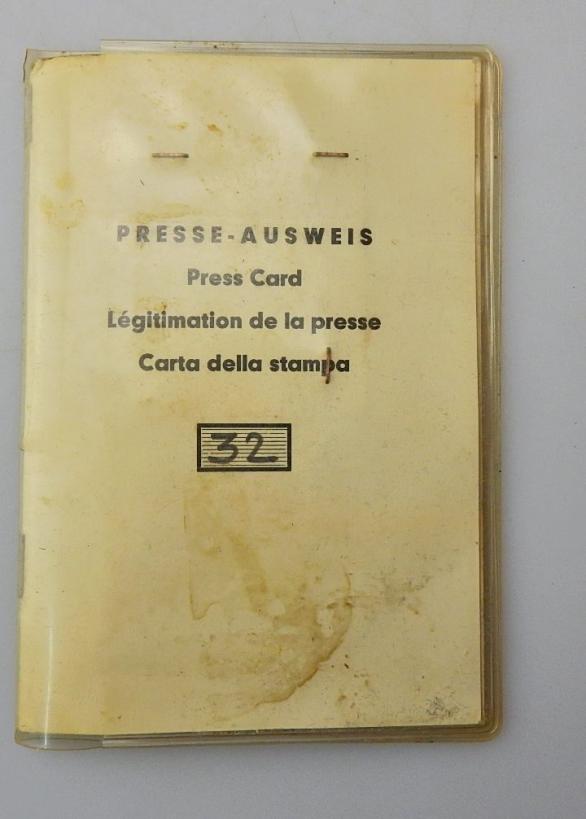 PRESSE-AUSWEIS
Press Card
Légitimation de la presse
Carta della stampa
32